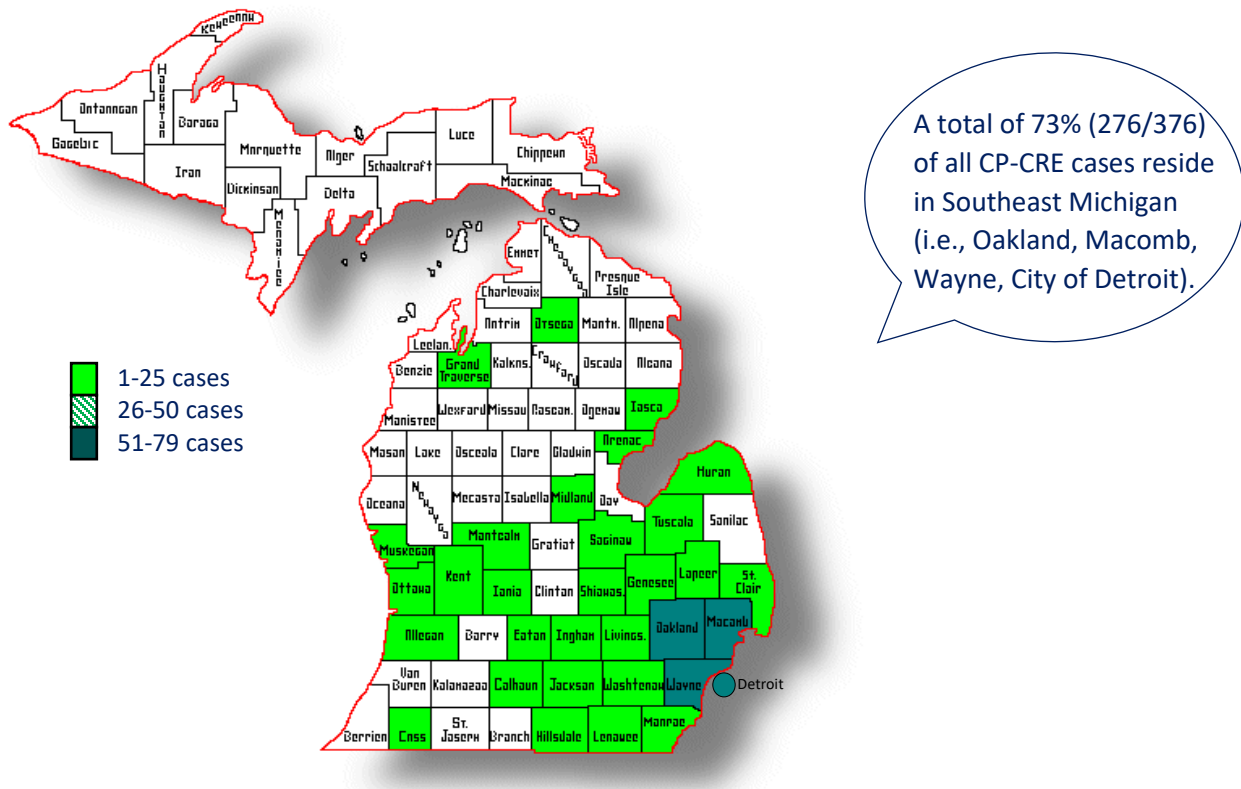 Keweenaw
Houghton
Ontonagon
Baraga
Gogebic
Iron
Marquette
Dickinson
Menominee
Alger
Delta
Schoolcraft
Luce
Chippewa
Mackinac
A total of 73% (276/376)
of all CP-CRE cases reside
in Southeast Michigan
(i.e., Oakland, Macomb,
Wayne, City of Detroit).
Emmet
Cheboygan
Presque
Isle
Charlevoix
Antrim
Otsego
Montm.
Alpena
Leelan.
Benzie
Grand
Traverse
Kalkns.
Crawford
Oscoda
Alcona
Manistee
Wexford
Missau
Roscom.
Ogemaw
Iosco
Arenac
Mason
Lake
Osceola
Clare
Gladwin
Huron
Oceana
Newaygo
Mecosta
Isabella
Midland
Bay
Tuscola
Sanilac
Muskegon
Montcalm
Gratiot
Saginaw
Ottawa
Kent
Ionia
Clinton
Shiawas.
Genesee
Lapeer
St.
Clair
Allegan
Barry
Eaton
Ingham
Livings.
Oakland
Macomb
Van
Buren
Kalamazoo
Calhoun
Jackson
Washtenaw
Wayne
Detroit
Berrien
Cass
St.
Joseph
Branch
Hillsdale
Lenawee
Monroe
1-25 cases
26-50 cases
51-79 cases